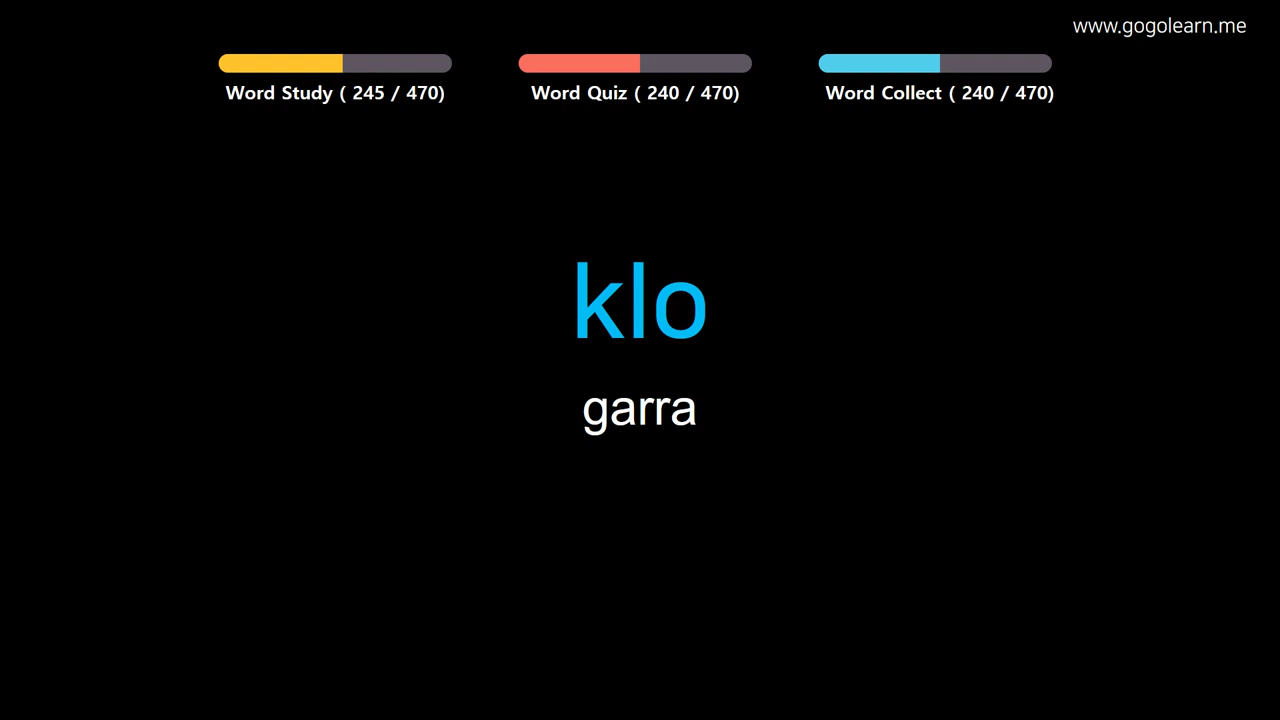 www.gogolearn.me
Word Study ( 245 / 470)
Word Quiz ( 240 / 470)
Word Collect ( 240 / 470)
klo
garra